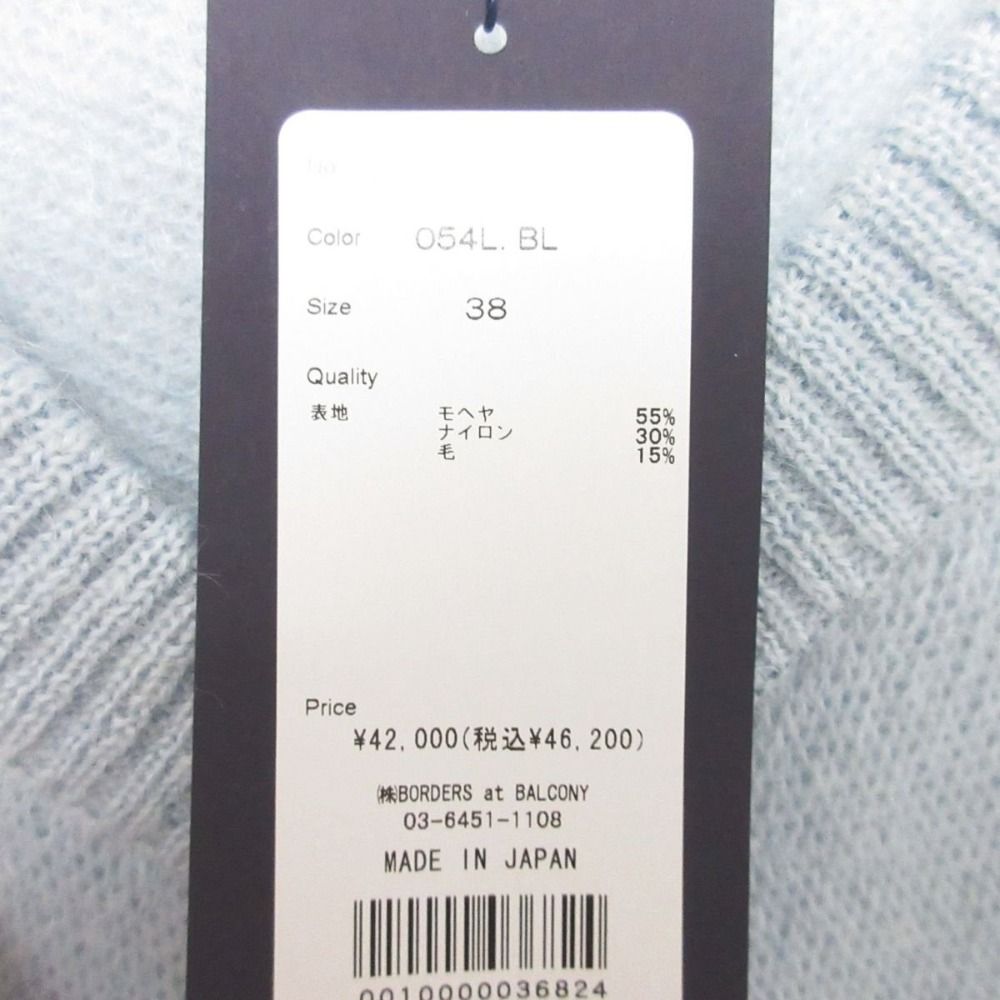 No
Color 054L. BL
Size 38
Quality
表地 モヘヤ 55%
ナイロン 30%
毛 15%
Price
¥42,000(税込¥46,200)
㈱BORDERS at BALCONY
03-6451-1108
MADE IN JAPAN
0010000036824